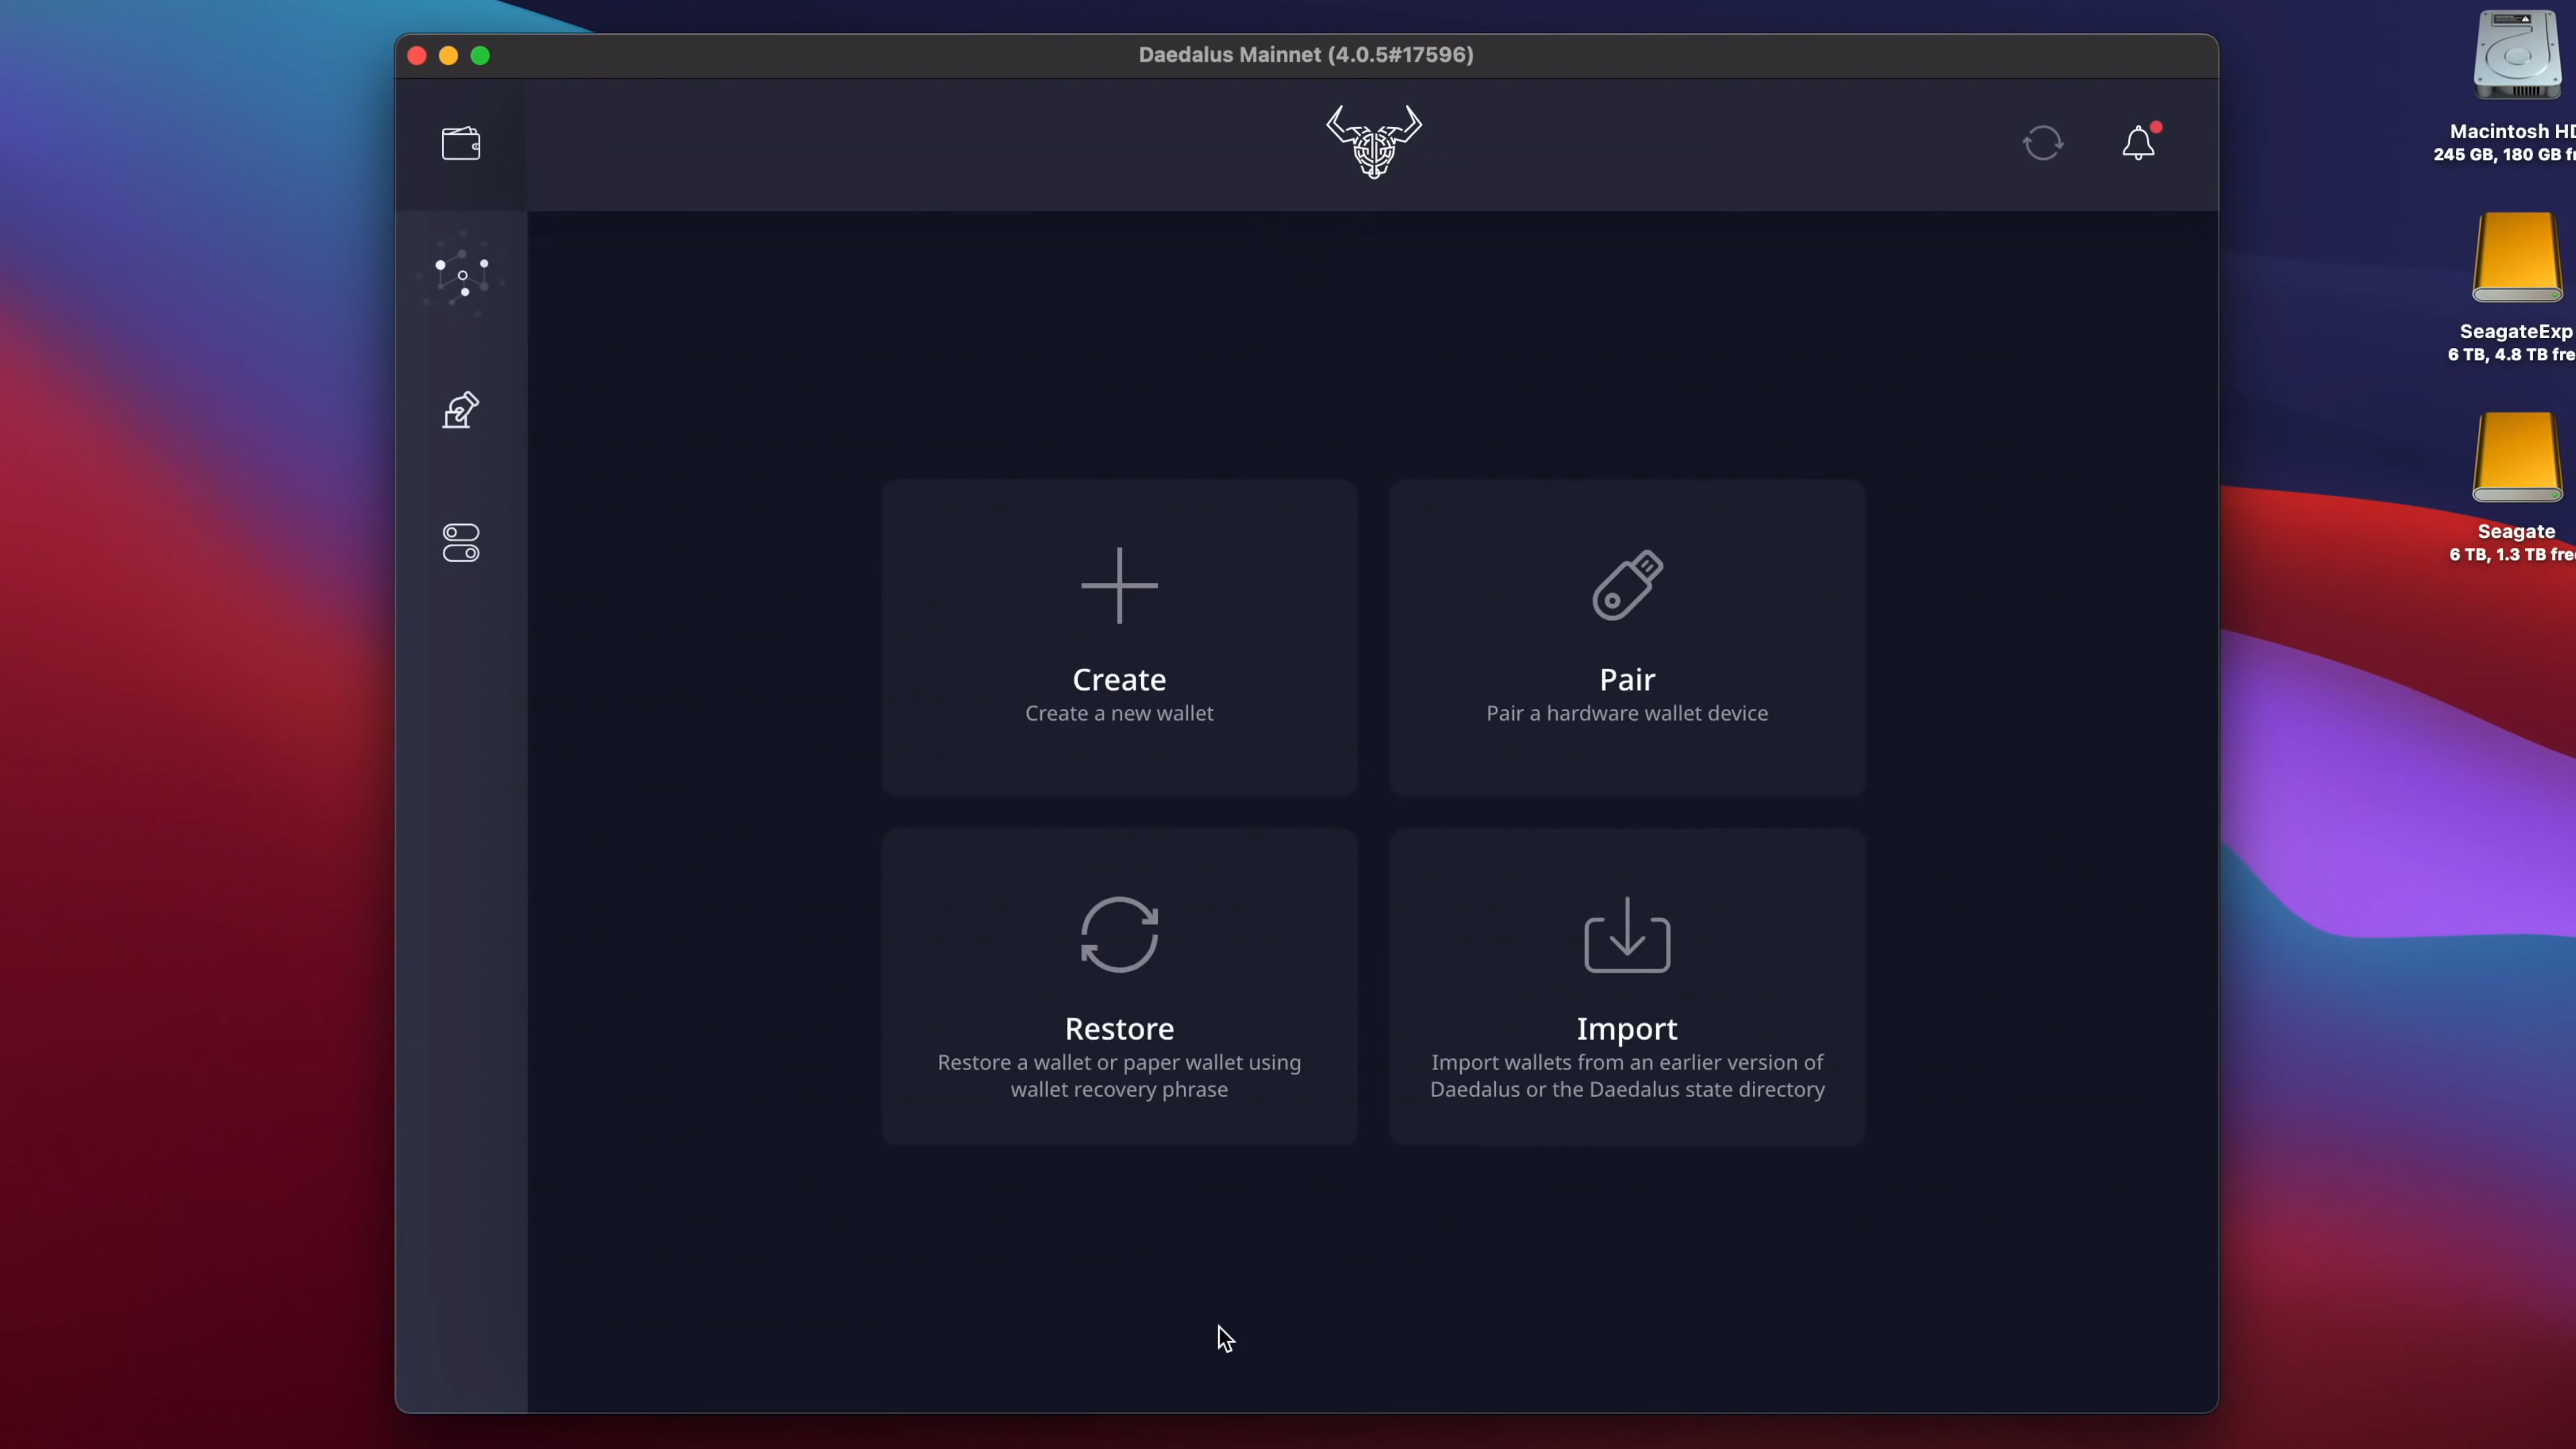 Daedalus Mainnet (4.0.5#17596)
Macintosh HD
245 GB, 180 GB
SeagateExp
6 TB, 4.8 TB
Seagate
6 TB, 1.3 TB
Create
Create a new wallet
Pair
Pair a hardware wallet device
Restore
Restore a wallet or paper wallet using
wallet recovery phrase
Import
Import wallets from an earlier version of
Daedalus or the Daedalus state directory